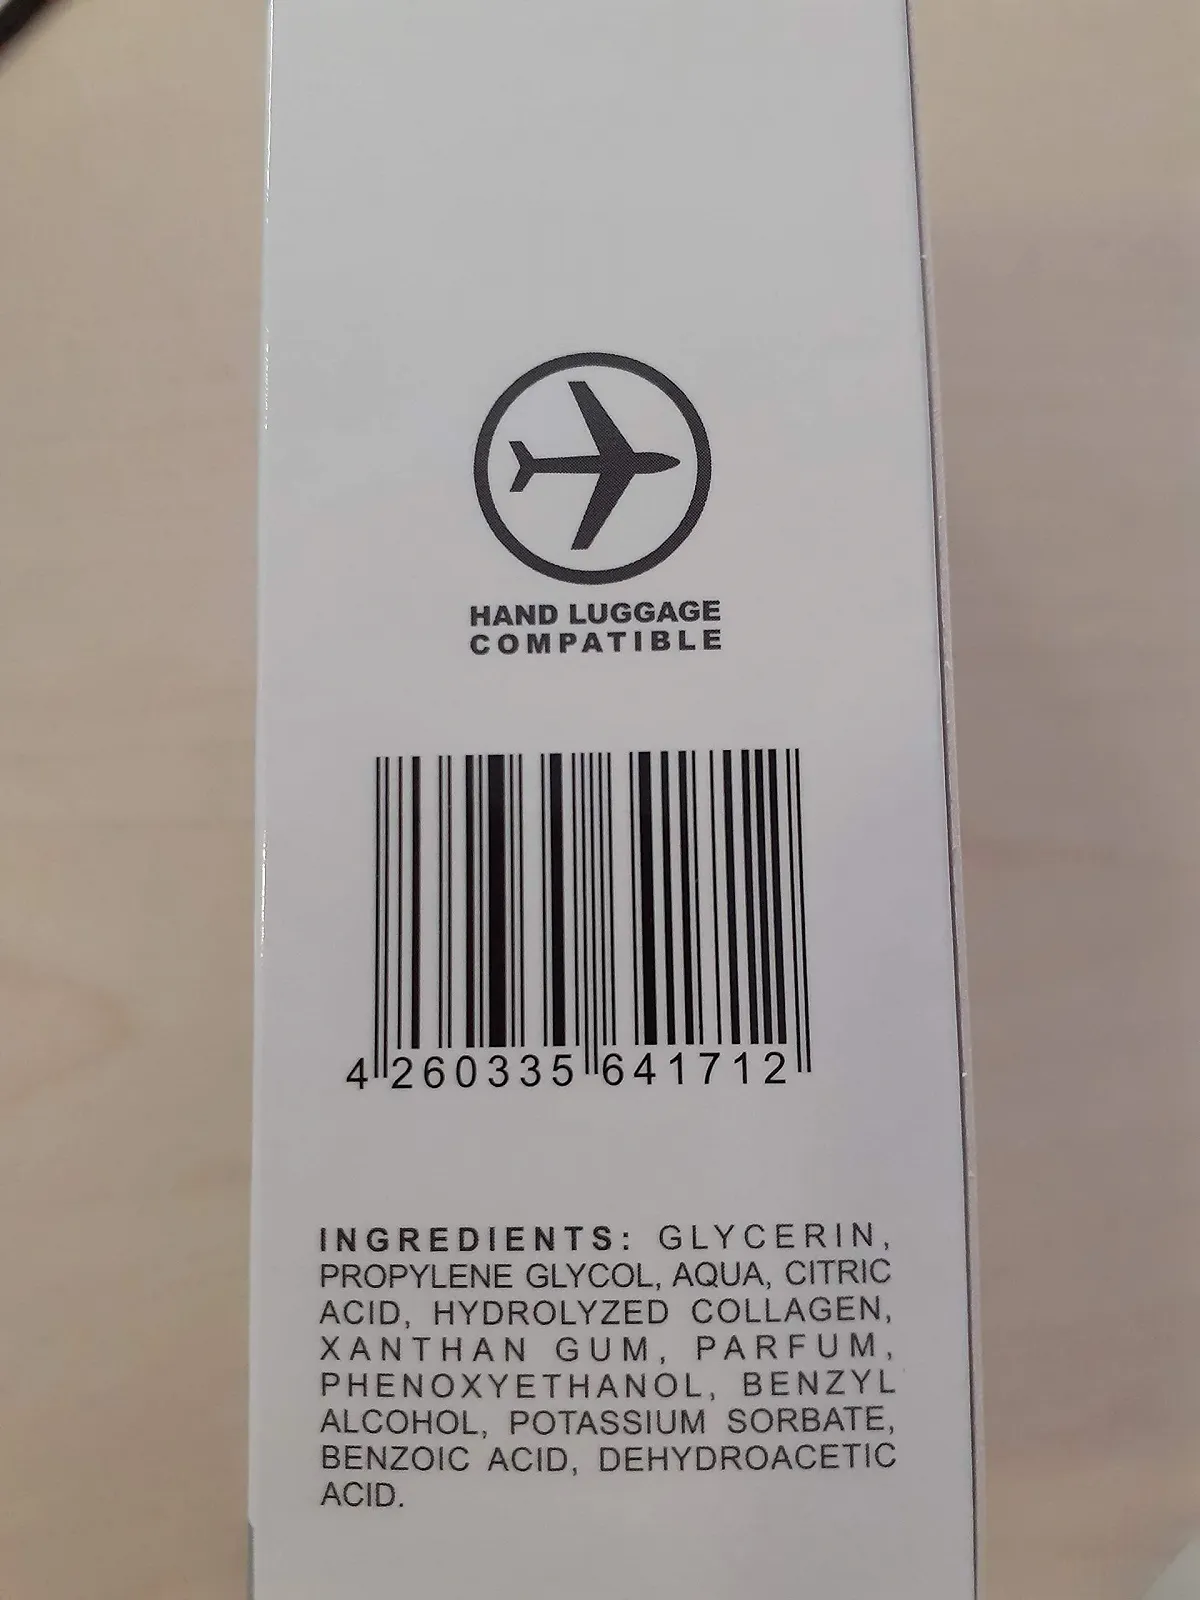 HAND LUGGAGE
COMPATIBLE
4 260335 641712
INGREDIENTS: GLYCERIN,
PROPYLENE GLYCOL, AQUA, CITRIC
ACID, HYDROLYZED COLLAGEN,
XANTHAN GUM, PARFUM,
PHENOXYETHANOL, BENZYL
ALCOHOL, POTASSIUM SORBATE,
BENZOIC ACID, DEHYDROACETIC
ACID.